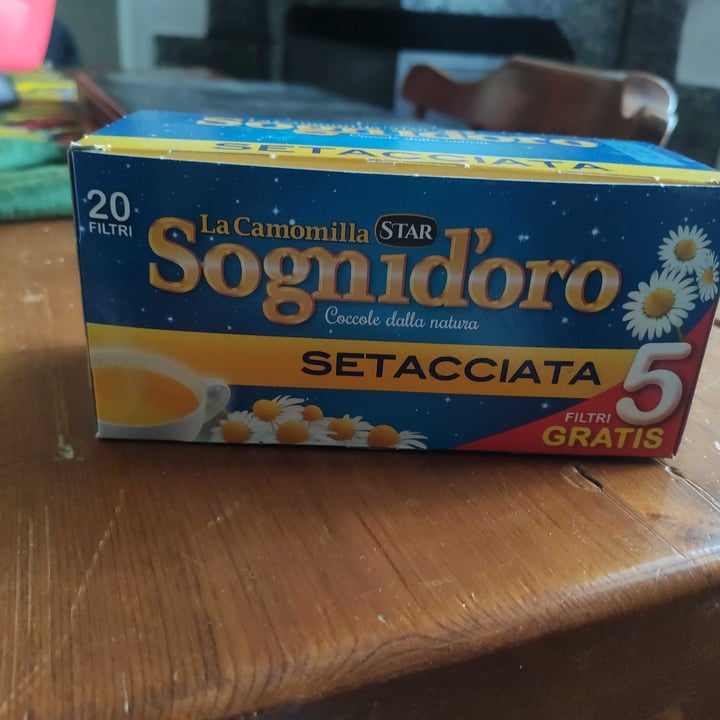 Sognid'oro
SETACCIATA
20
FILTRI
La Camomilla STAR
Sognid'oro
Coccole dalla natura
SETACCIATA
5
FILTRI
GRATIS